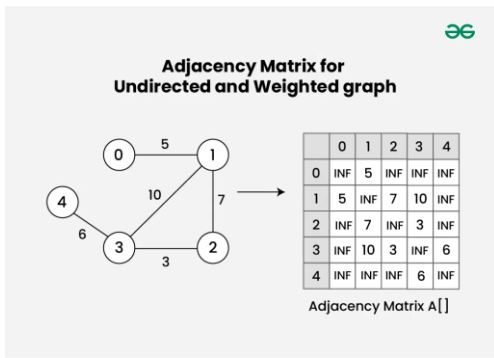 Adjacency Matrix for
Undirected and Weighted graph
0 5 1
4 10 7
6 3 3 2
0 1 2 3 4
0 INF 5 INF INF INF
1 5 INF 7 10 INF
2 INF 7 INF 3 INF
3 INF 10 3 INF 6
4 INF INF INF 6 INF
Adjacency Matrix A[]